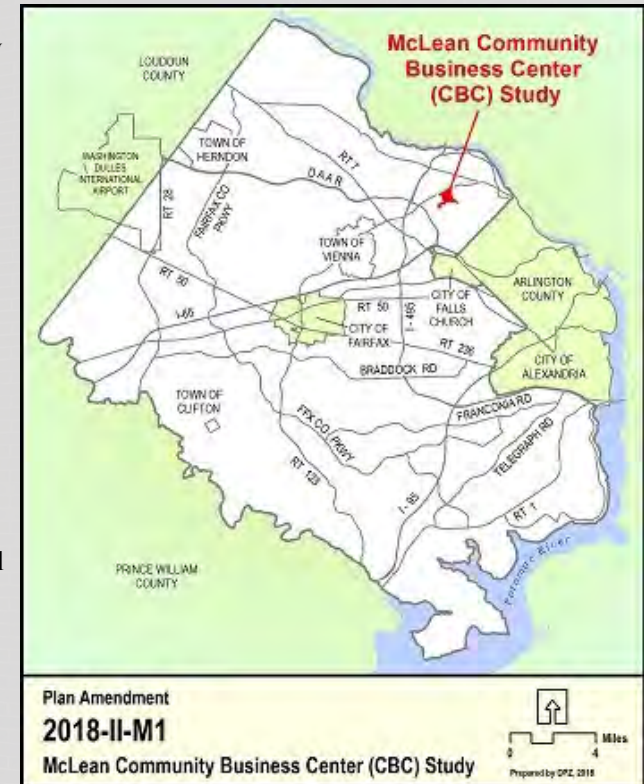 McLean Community
Business Center
(CBC) Study
LOUDOUN
COUNTY
WASHINGTON
DULLES
INTERNATIONAL
AIRPORT
TOWN OF
HERNDON
RT 7
DAAR
RT 28
FAIRFAX CO
PKWY
TOWN OF
VIENNA
RT 50
I-66
CITY OF
FAIRFAX
RT 50
I - 495
CITY OF
FALLS
CHURCH
ARLINGTON
COUNTY
RT 236
BRADDOCK RD
CITY OF
ALEXANDRIA
TOWN OF
CLIFTON
FFX CO PKWY
FRANCONIA RD
TELEGRAPH RD
RT 123
I - 95
RT 1
Potomac River
PRINCE WILLIAM
COUNTY
Plan Amendment
2018-II-M1
McLean Community Business Center (CBC) Study
Miles
0 4
Prepared by DPZ, 2018